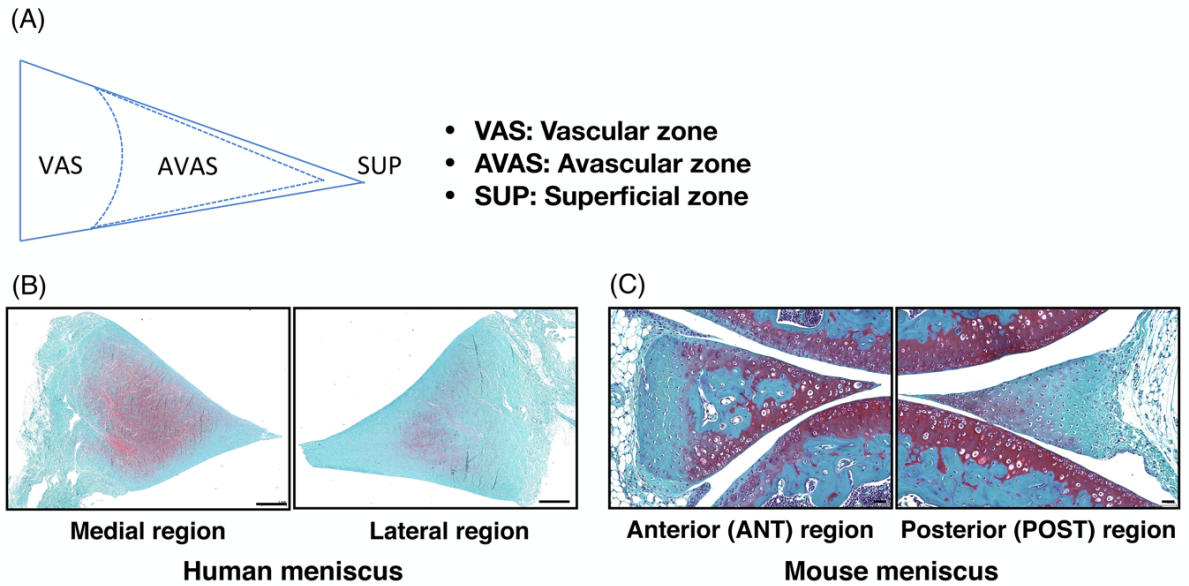 (A)
VAS
AVAS
SUP
• VAS: Vascular zone
• AVAS: Avascular zone
• SUP: Superficial zone
(B)
(C)
Medial region
Lateral region
Anterior (ANT) region
Posterior (POST) region
Human meniscus
Mouse meniscus